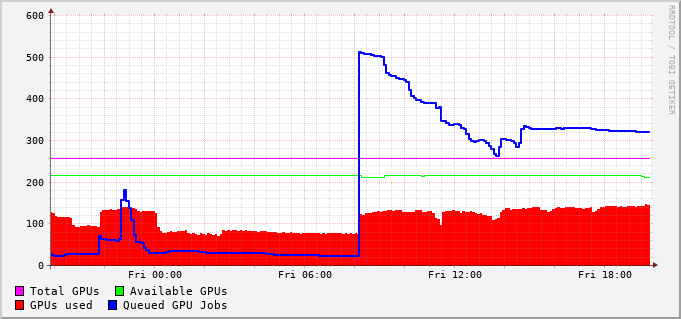 600
500
400
300
200
100
0
Fri 00:00 Fri 06:00 Fri 12:00 Fri 18:00
Total GPUs Available GPUs
GPUs used Queued GPU Jobs
RRDTOOL / TOBI OETIKER